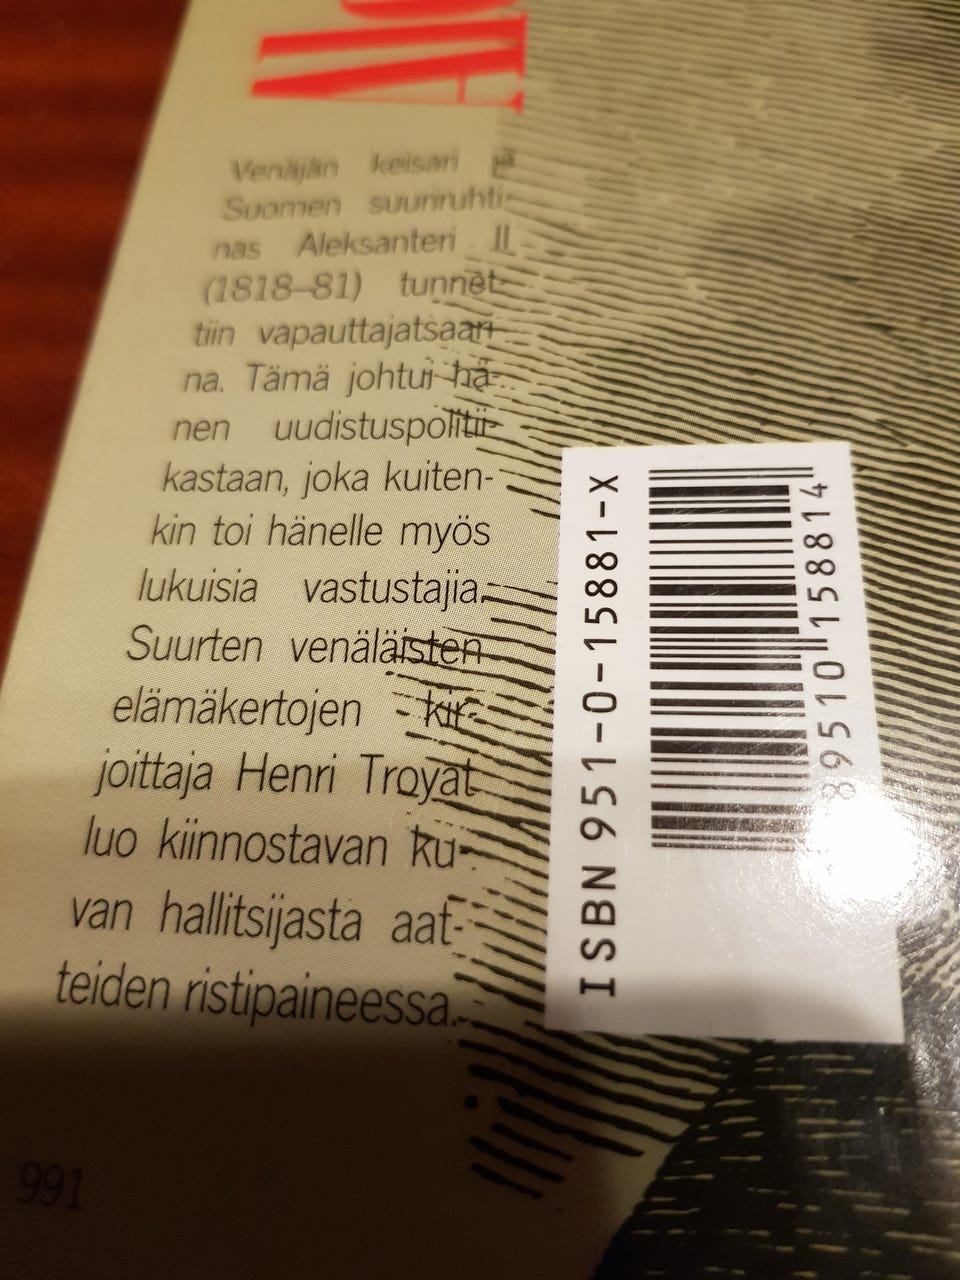 Venäjän keisari ja
Suomen suuriruhti-
nas Aleksanteri II
(1818–81) tunnet-
tiin vapauttajatsaari-
na. Tämä johtui hä-
nen uudistuspolitii-
kastaan, joka kuiten-
kin toi hänelle myös
lukuisia vastustajia.
Suurten venäläisten
elämäkertojen kir-
joittaja Henri Troyat
luo kiinnostavan ku-
van hallitsijasta aat-
teiden ristipaineessa.
991
ISBN 951-0-15881-X
89510 158814